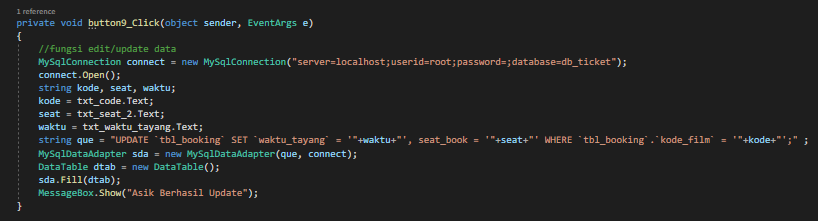 1 reference
private void button9_Click(object sender, EventArgs e)
{
//fungsi edit/update data
MySqlConnection connect = new MySqlConnection("server=localhost;userid=root;password=;database=db_ticket");
connect.Open();
string kode, seat, waktu;
kode = txt_code.Text;
seat = txt_seat_2.Text;
waktu = txt_waktu_tayang.Text;
string que = "UPDATE `tbl_booking` SET `waktu_tayang` = '"+waktu+"', seat_book = '"+seat+"' WHERE `tbl_booking`.`kode_film` = '"+kode+"';" ;
MySqlDataAdapter sda = new MySqlDataAdapter(que, connect);
DataTable dtab = new DataTable();
sda.Fill(dtab);
MessageBox.Show("Asik Berhasil Update");
}